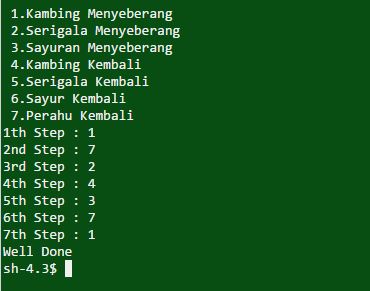 1.Kambing Menyeberang
2.Serigala Menyeberang
3.Sayuran Menyeberang
4.Kambing Kembali
5.Serigala Kembali
6.Sayur Kembali
7.Perahu Kembali
1th Step : 1
2nd Step : 7
3rd Step : 2
4th Step : 4
5th Step : 3
6th Step : 7
7th Step : 1
Well Done
sh-4.3$